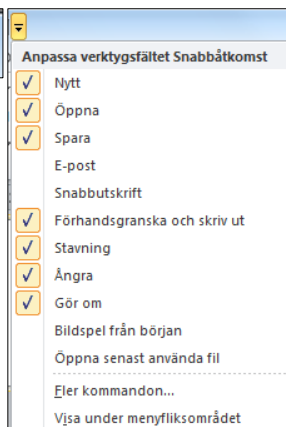 Anpassa verktygsfältet Snabbåtkomst
Nytt
Öppna
Spara
E-post
Snabbutskrift
Förhandsgranska och skriv ut
Stavning
Ångra
Gör om
Bildspel från början
Öppna senast använda fil
Fler kommandon...
Visa under menyfliksområdet